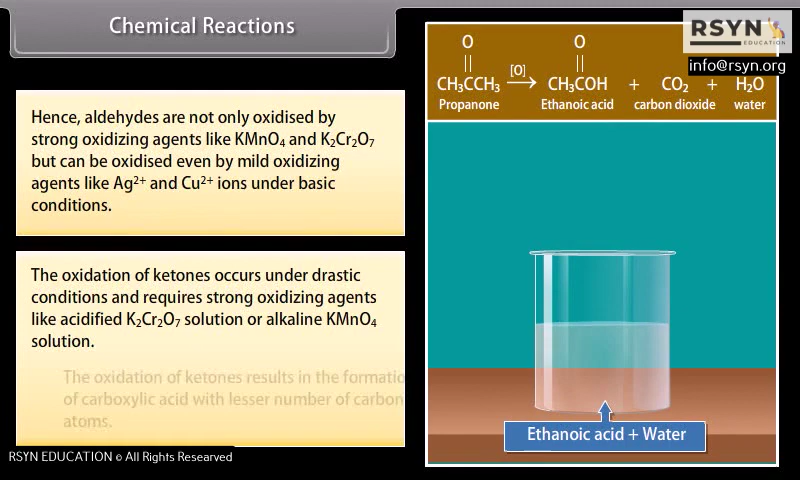 Chemical Reactions
RSYN
EDUCATION
info@rsyn.org
O O
|| ||
CH₃CCH₃ [O]→ CH₃COH + CO₂ + H₂O
Propanone Ethanoic acid carbon dioxide water
Hence, aldehydes are not only oxidised by
strong oxidizing agents like KMnO₄ and K₂Cr₂O₇
but can be oxidised even by mild oxidizing
agents like Ag²⁺ and Cu²⁺ ions under basic
conditions.
The oxidation of ketones occurs under drastic
conditions and requires strong oxidizing agents
like acidified K₂Cr₂O₇ solution or alkaline KMnO₄
solution.
The oxidation of ketones results in the formatio
of carboxylic acid with lesser number of carbon
atoms.
Ethanoic acid + Water
RSYN EDUCATION © All Rights Researved